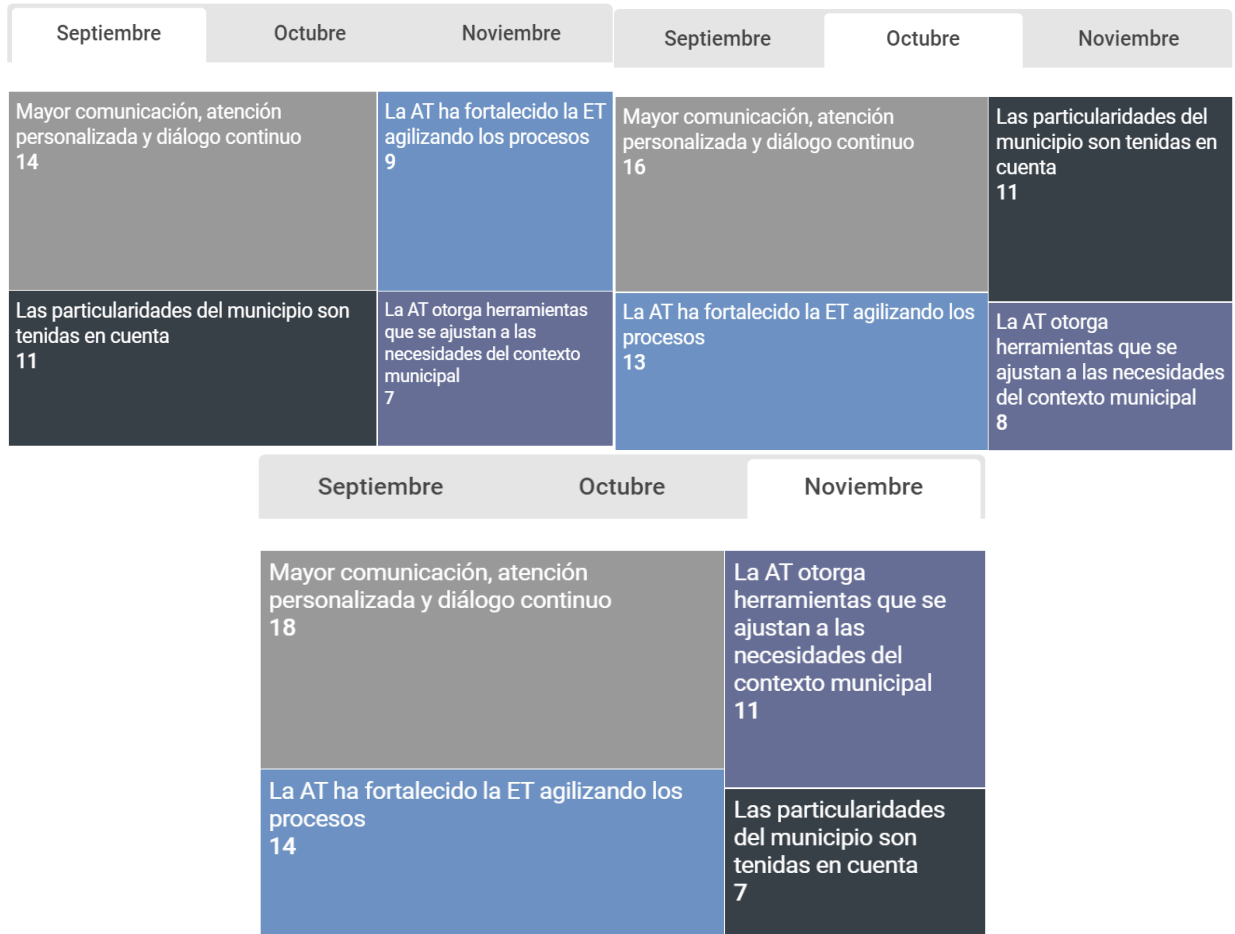 Septiembre
Octubre
Noviembre
Mayor comunicación, atención
personalizada y diálogo continuo
14
La AT ha fortalecido la ET
agilizando los procesos
9
Las particularidades del municipio son
tenidas en cuenta
11
La AT otorga herramientas
que se ajustan a las
necesidades del contexto
municipal
7
Septiembre
Octubre
Noviembre
Mayor comunicación, atención
personalizada y diálogo continuo
16
Las particularidades del
municipio son tenidas en
cuenta
11
La AT ha fortalecido la ET agilizando los
procesos
13
La AT otorga
herramientas que se
ajustan a las necesidades
del contexto municipal
8
Septiembre
Octubre
Noviembre
Mayor comunicación, atención
personalizada y diálogo continuo
18
La AT otorga
herramientas que se
ajustan a las
necesidades del
contexto municipal
11
La AT ha fortalecido la ET agilizando los
procesos
14
Las particularidades
del municipio son
tenidas en cuenta
7